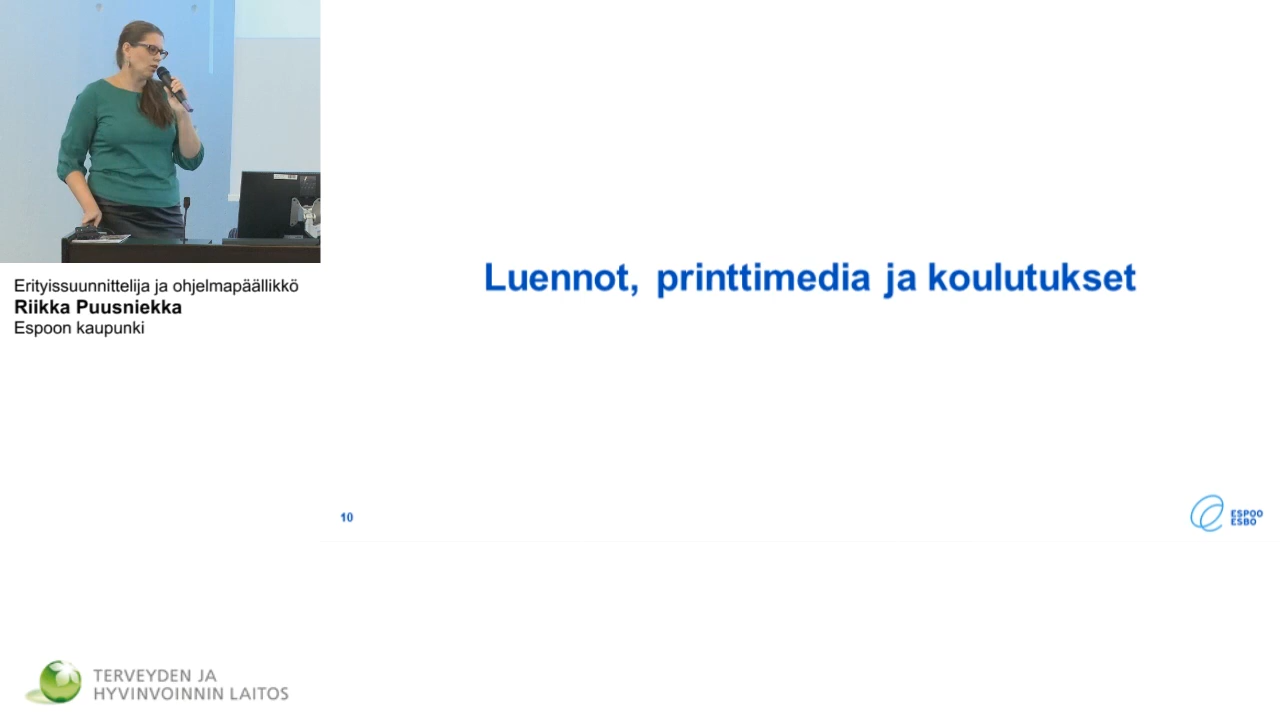 Erityissuunnittelija ja ohjelmapäällikkö
Riikka Puusniekka
Espoon kaupunki
Luennot, printtimedia ja koulutukset
10
ESPOO
ESBO
TERVEYDEN JA
HYVINVOINNIN LAITOS